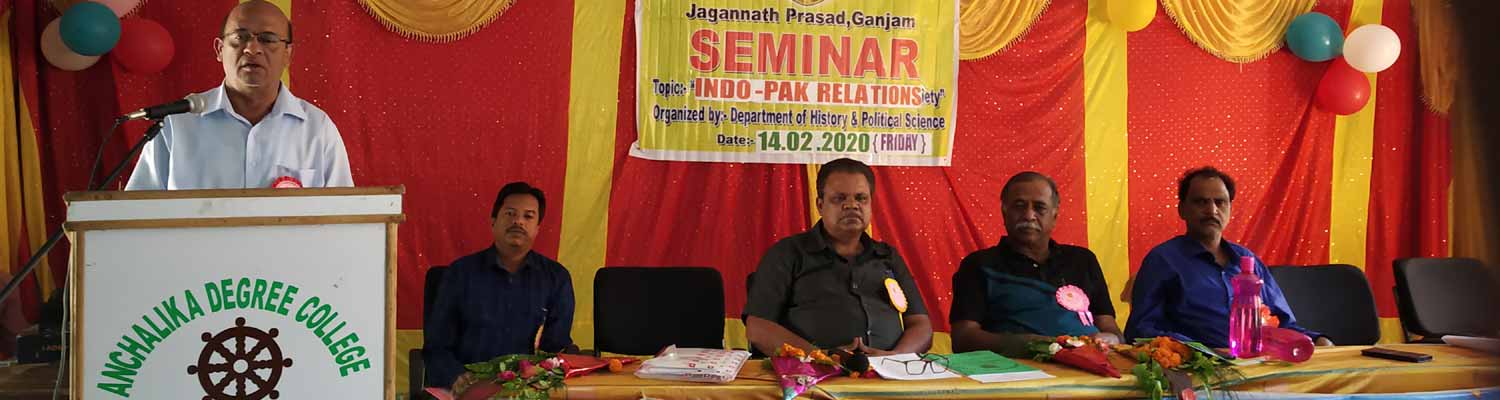 Jagannath Prasad,Ganjam
SEMINAR
Topic:- "INDO-PAK RELATIONSiety"
Organized by:- Department of History & Political Science
Date:- 14.02.2020 {FRIDAY}
ANCHALIKA DEGREE COLLEGE